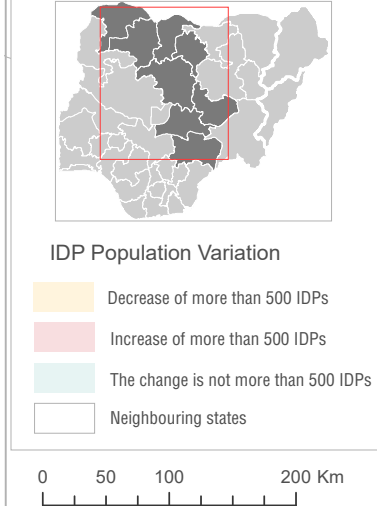 IDP Population Variation
Decrease of more than 500 IDPs
Increase of more than 500 IDPs
The change is not more than 500 IDPs
Neighbouring states
0 50 100 200 Km